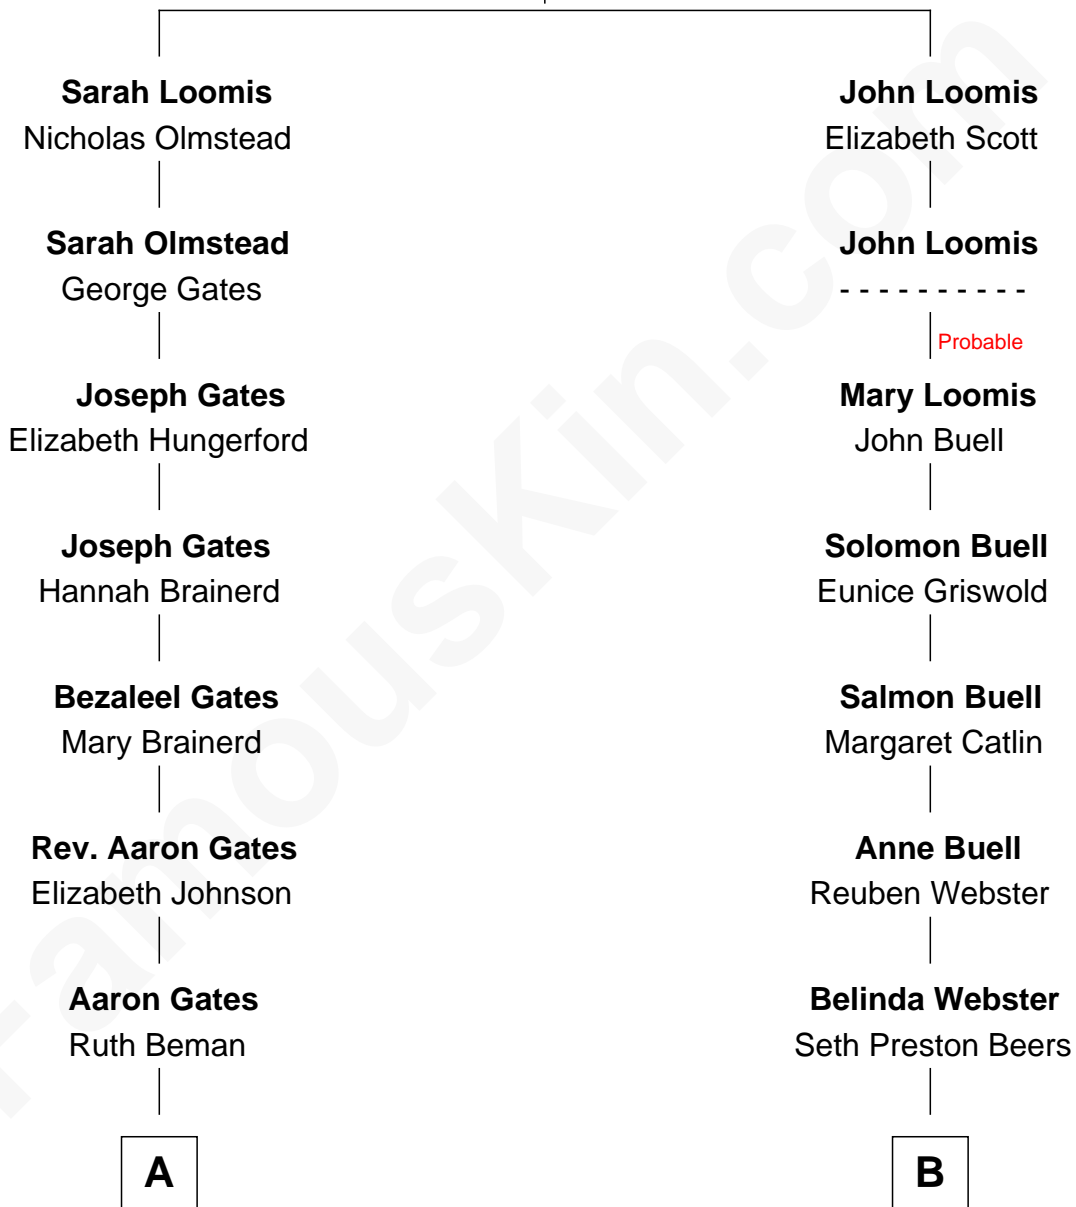 Sarah Loomis
Nicholas Olmstead
Sarah Olmstead
George Gates
Joseph Gates
Elizabeth Hungerford
Joseph Gates
Hannah Brainerd
Bezaleel Gates
Mary Brainerd
Rev. Aaron Gates
Elizabeth Johnson
Aaron Gates
Ruth Beman
A
John Loomis
Elizabeth Scott
John Loomis
- - - - - - - - - -
Probable
Mary Loomis
John Buell
Solomon Buell
Eunice Griswold
Salmon Buell
Margaret Catlin
Anne Buell
Reuben Webster
Belinda Webster
Seth Preston Beers
B
FamousKin.com